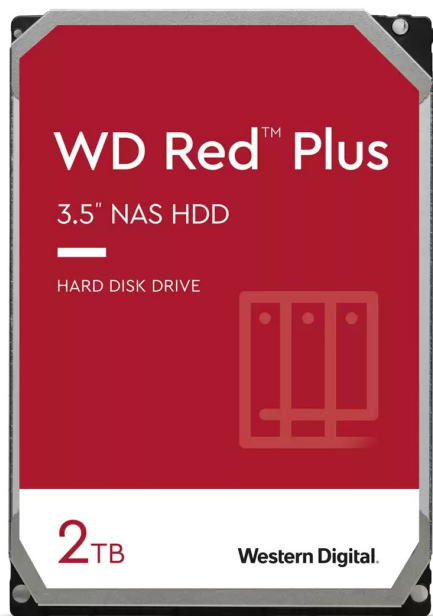 WD Red™ Plus
3.5" NAS HDD
HARD DISK DRIVE
2TB
Western Digital.